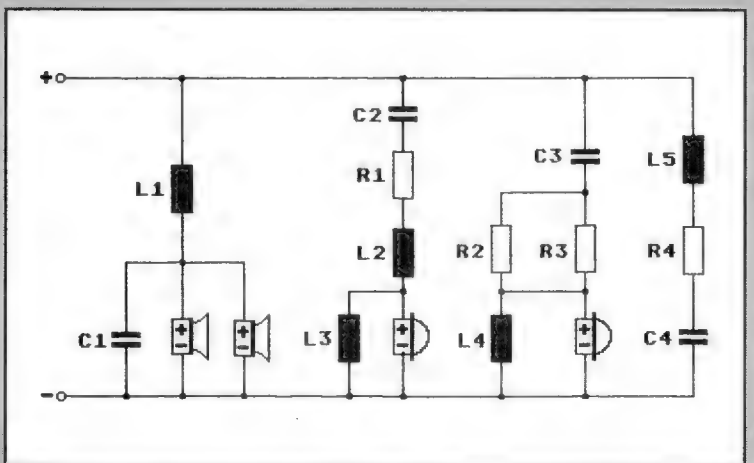 +
C2
C3
L5
L1
R1
L2
R2
R3
R4
C1
+
-
+
-
L3
+
-
L4
+
-
C4
-